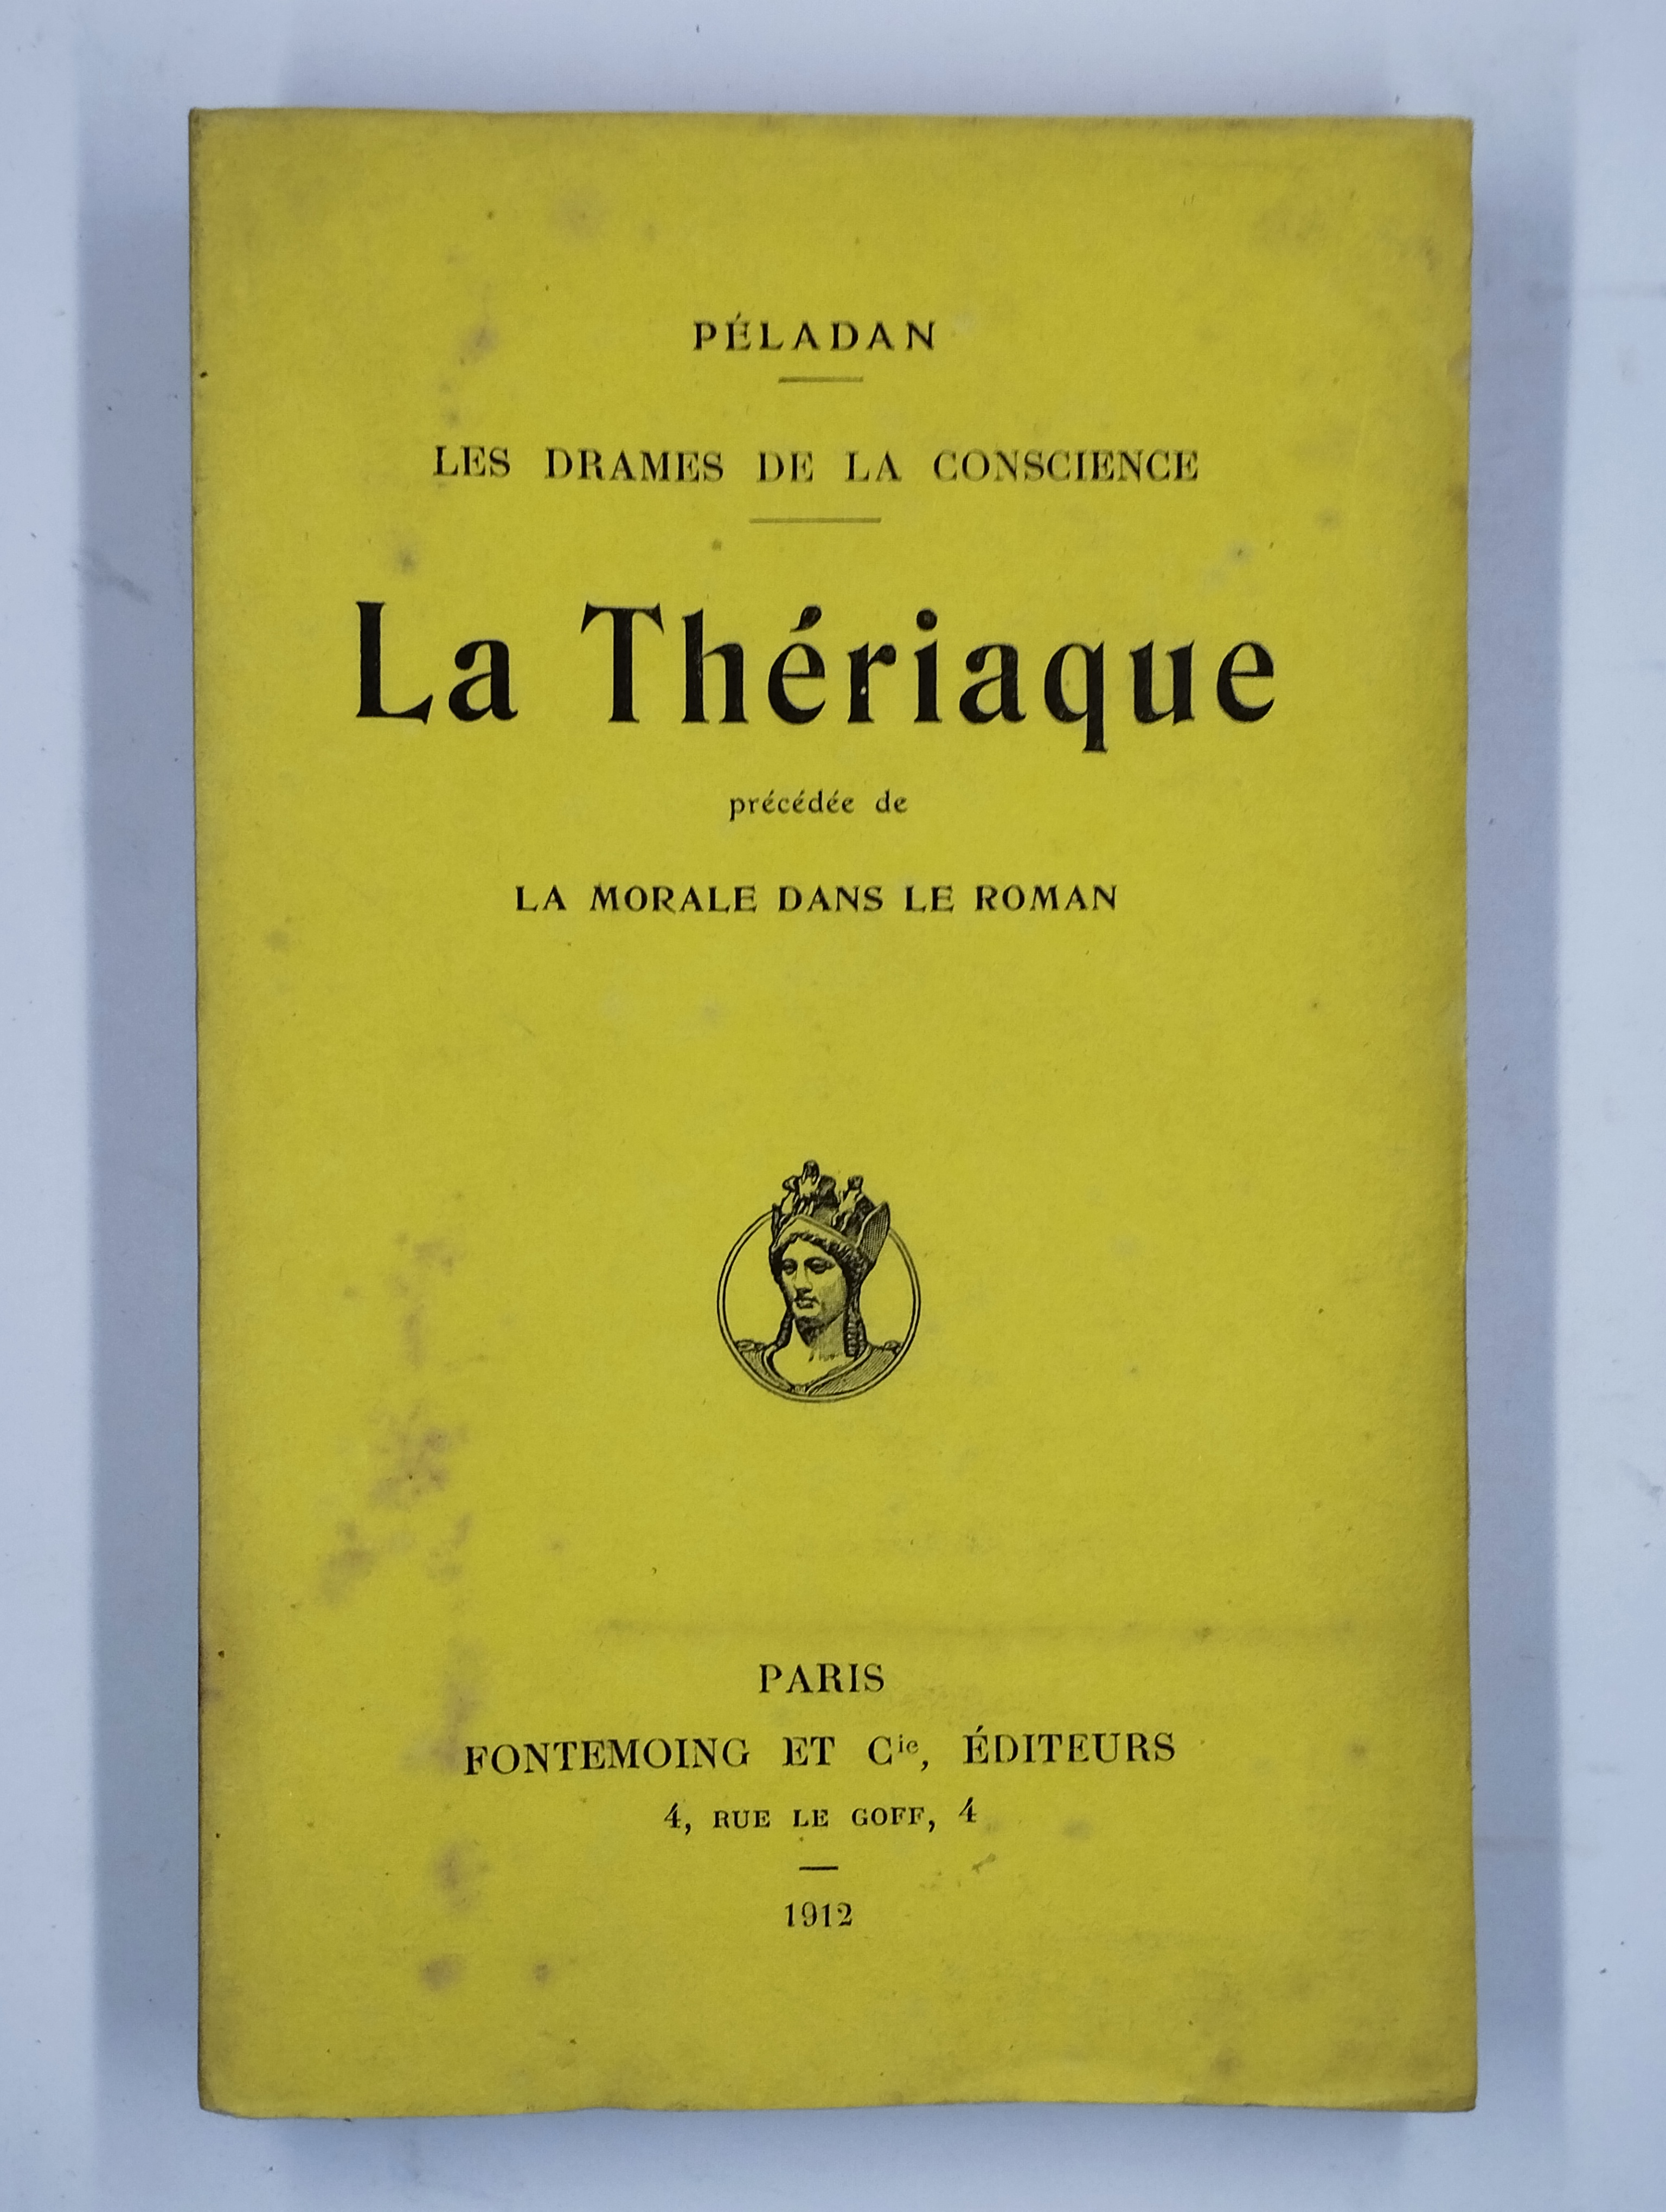 PÉLADAN
LES DRAMES DE LA CONSCIENCE
La Thériaque
précédée de
LA MORALE DANS LE ROMAN
PARIS
FONTEMOING ET Cie, ÉDITEURS
4, RUE LE GOFF, 4
1912